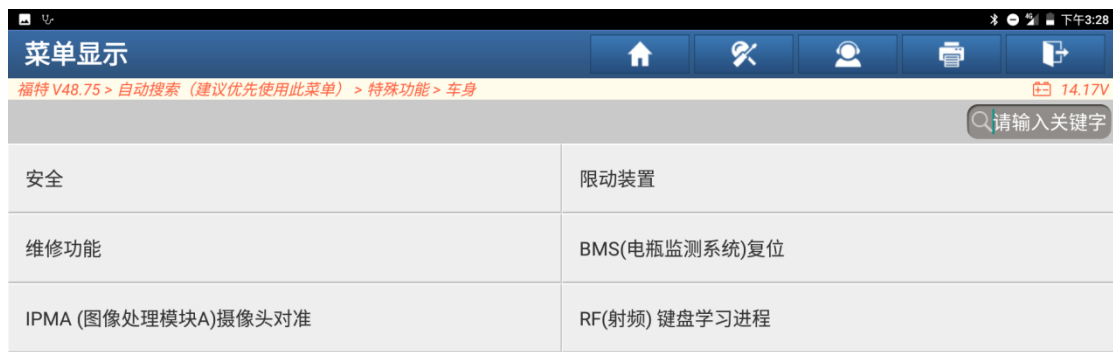 下午3:28
菜单显示
福特 V48.75 > 自动搜索（建议优先使用此菜单） > 特殊功能 > 车身
14.17V
请输入关键字
安全
限动装置
维修功能
BMS(电瓶监测系统)复位
IPMA (图像处理模块A)摄像头对准
RF(射频) 键盘学习进程